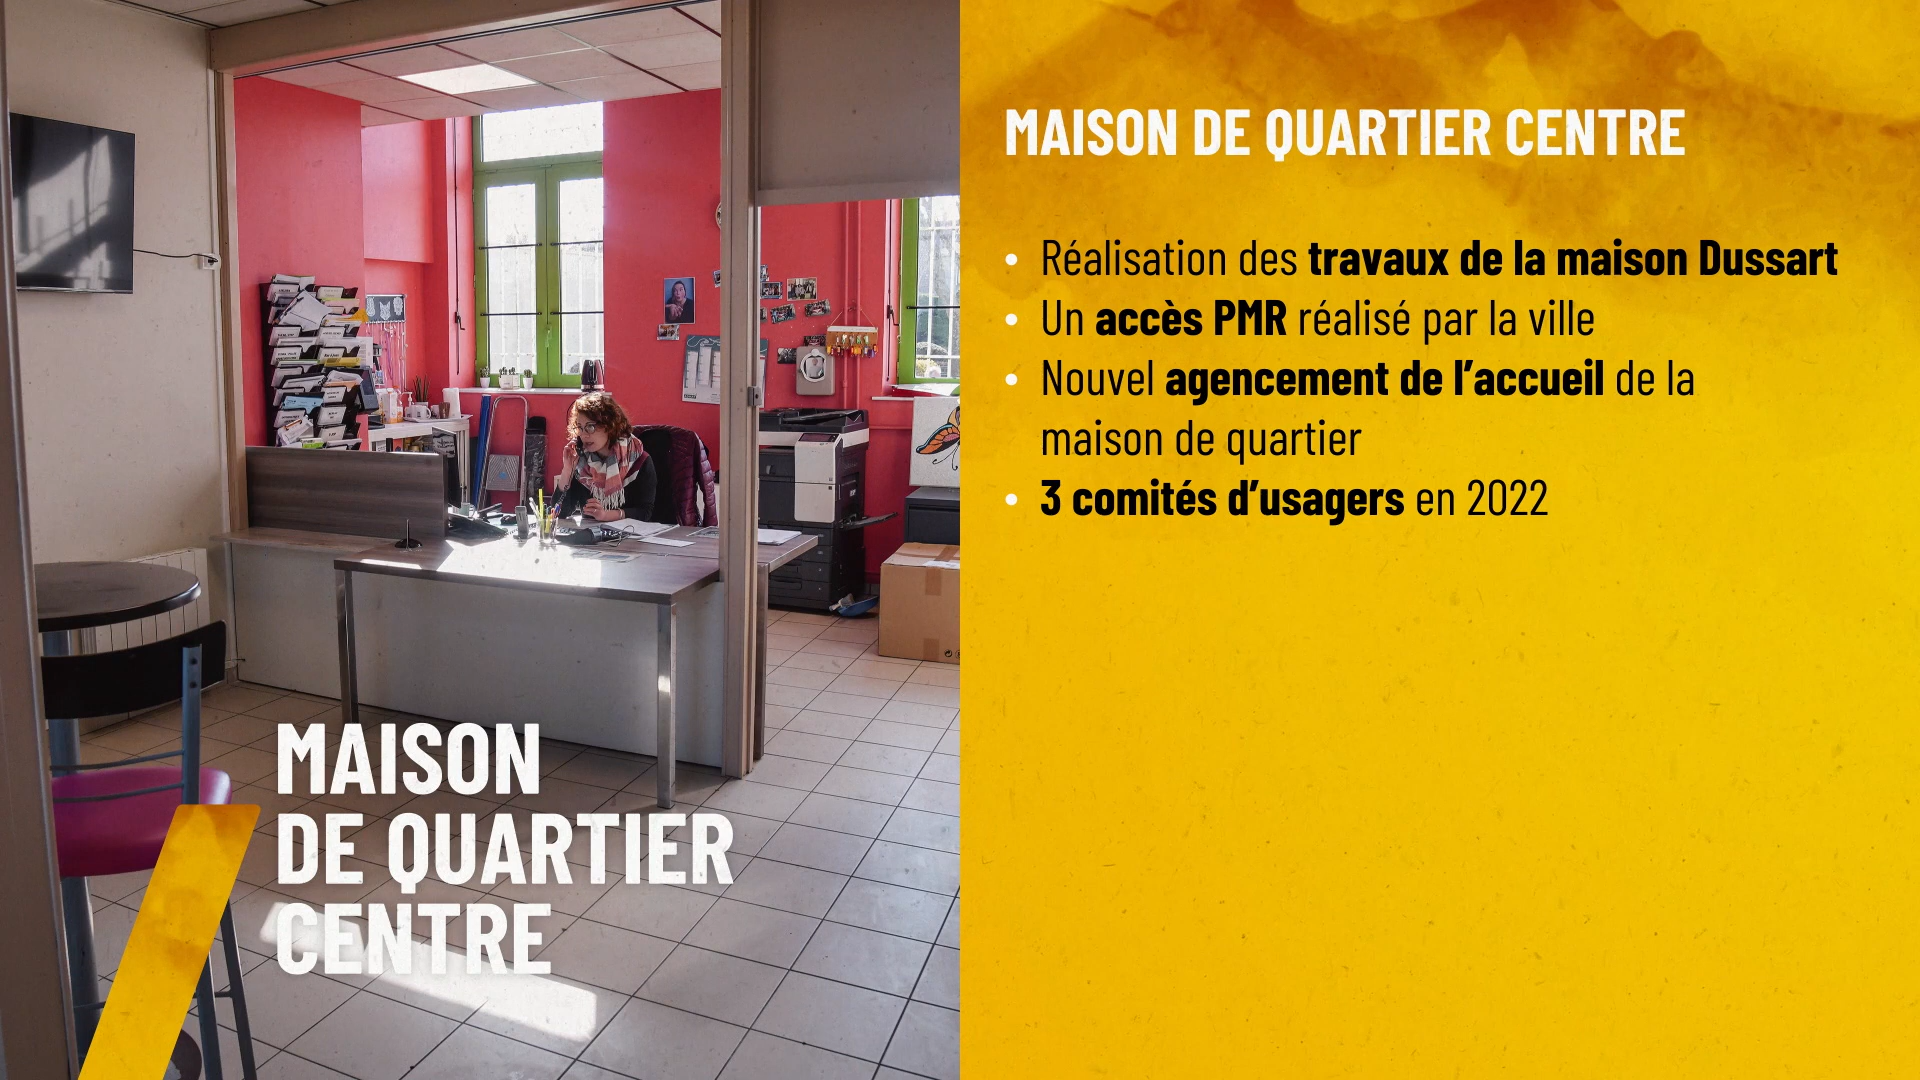 MAISON
DE QUARTIER
CENTRE
MAISON DE QUARTIER CENTRE
• Réalisation des travaux de la maison Dussart
• Un accès PMR réalisé par la ville
• Nouvel agencement de l’accueil de la
maison de quartier
• 3 comités d’usagers en 2022